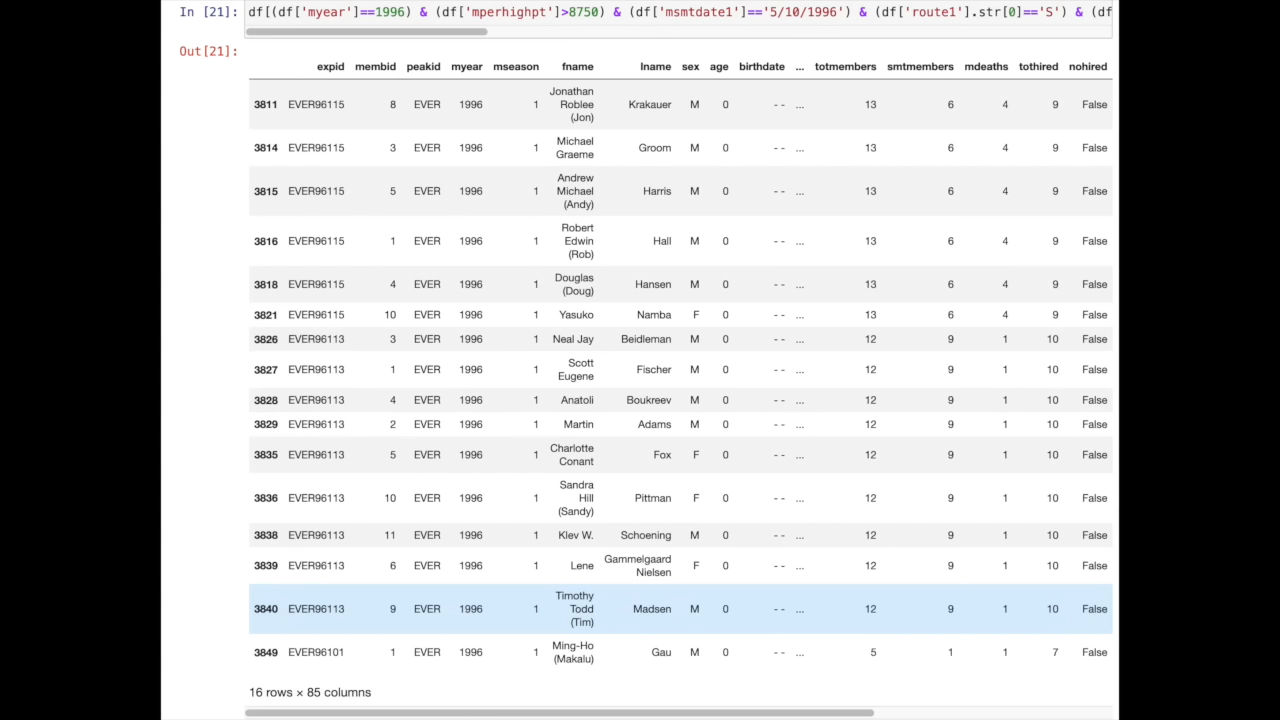 In [21]: df[(df['myear']==1996) & (df['mperhighpt']>8750) & (df['msmtdate1']=='5/10/1996') & (df['route1'].str[0]=='S') & (df
Out[21]:
expid membid peakid myear mseason fname lname sex age birthdate ... totmembers smtmembers mdeaths tothired nohired
3811 EVER96115 8 EVER 1996 1 Jonathan Roblee (Jon) Krakauer M 0 - - ... 13 6 4 9 False
3814 EVER96115 3 EVER 1996 1 Michael Graeme Groom M 0 - - ... 13 6 4 9 False
3815 EVER96115 5 EVER 1996 1 Andrew Michael (Andy) Harris M 0 - - ... 13 6 4 9 False
3816 EVER96115 1 EVER 1996 1 Robert Edwin (Rob) Hall M 0 - - ... 13 6 4 9 False
3818 EVER96115 4 EVER 1996 1 Douglas (Doug) Hansen M 0 - - ... 13 6 4 9 False
3821 EVER96115 10 EVER 1996 1 Yasuko Namba F 0 - - ... 13 6 4 9 False
3826 EVER96113 3 EVER 1996 1 Neal Jay Beidleman M 0 - - ... 12 9 1 10 False
3827 EVER96113 1 EVER 1996 1 Scott Eugene Fischer M 0 - - ... 12 9 1 10 False
3828 EVER96113 4 EVER 1996 1 Anatoli Boukreev M 0 - - ... 12 9 1 10 False
3829 EVER96113 2 EVER 1996 1 Martin Adams M 0 - - ... 12 9 1 10 False
3835 EVER96113 5 EVER 1996 1 Charlotte Conant Fox F 0 - - ... 12 9 1 10 False
3836 EVER96113 10 EVER 1996 1 Sandra Hill (Sandy) Pittman F 0 - - ... 12 9 1 10 False
3838 EVER96113 11 EVER 1996 1 Klev W. Schoening M 0 - - ... 12 9 1 10 False
3839 EVER96113 6 EVER 1996 1 Lene Gammelgaard Nielsen F 0 - - ... 12 9 1 10 False
3840 EVER96113 9 EVER 1996 1 Timothy Todd (Tim) Madsen M 0 - - ... 12 9 1 10 False
3849 EVER96101 1 EVER 1996 1 Ming-Ho (Makalu) Gau M 0 - - ... 5 1 1 7 False
16 rows × 85 columns